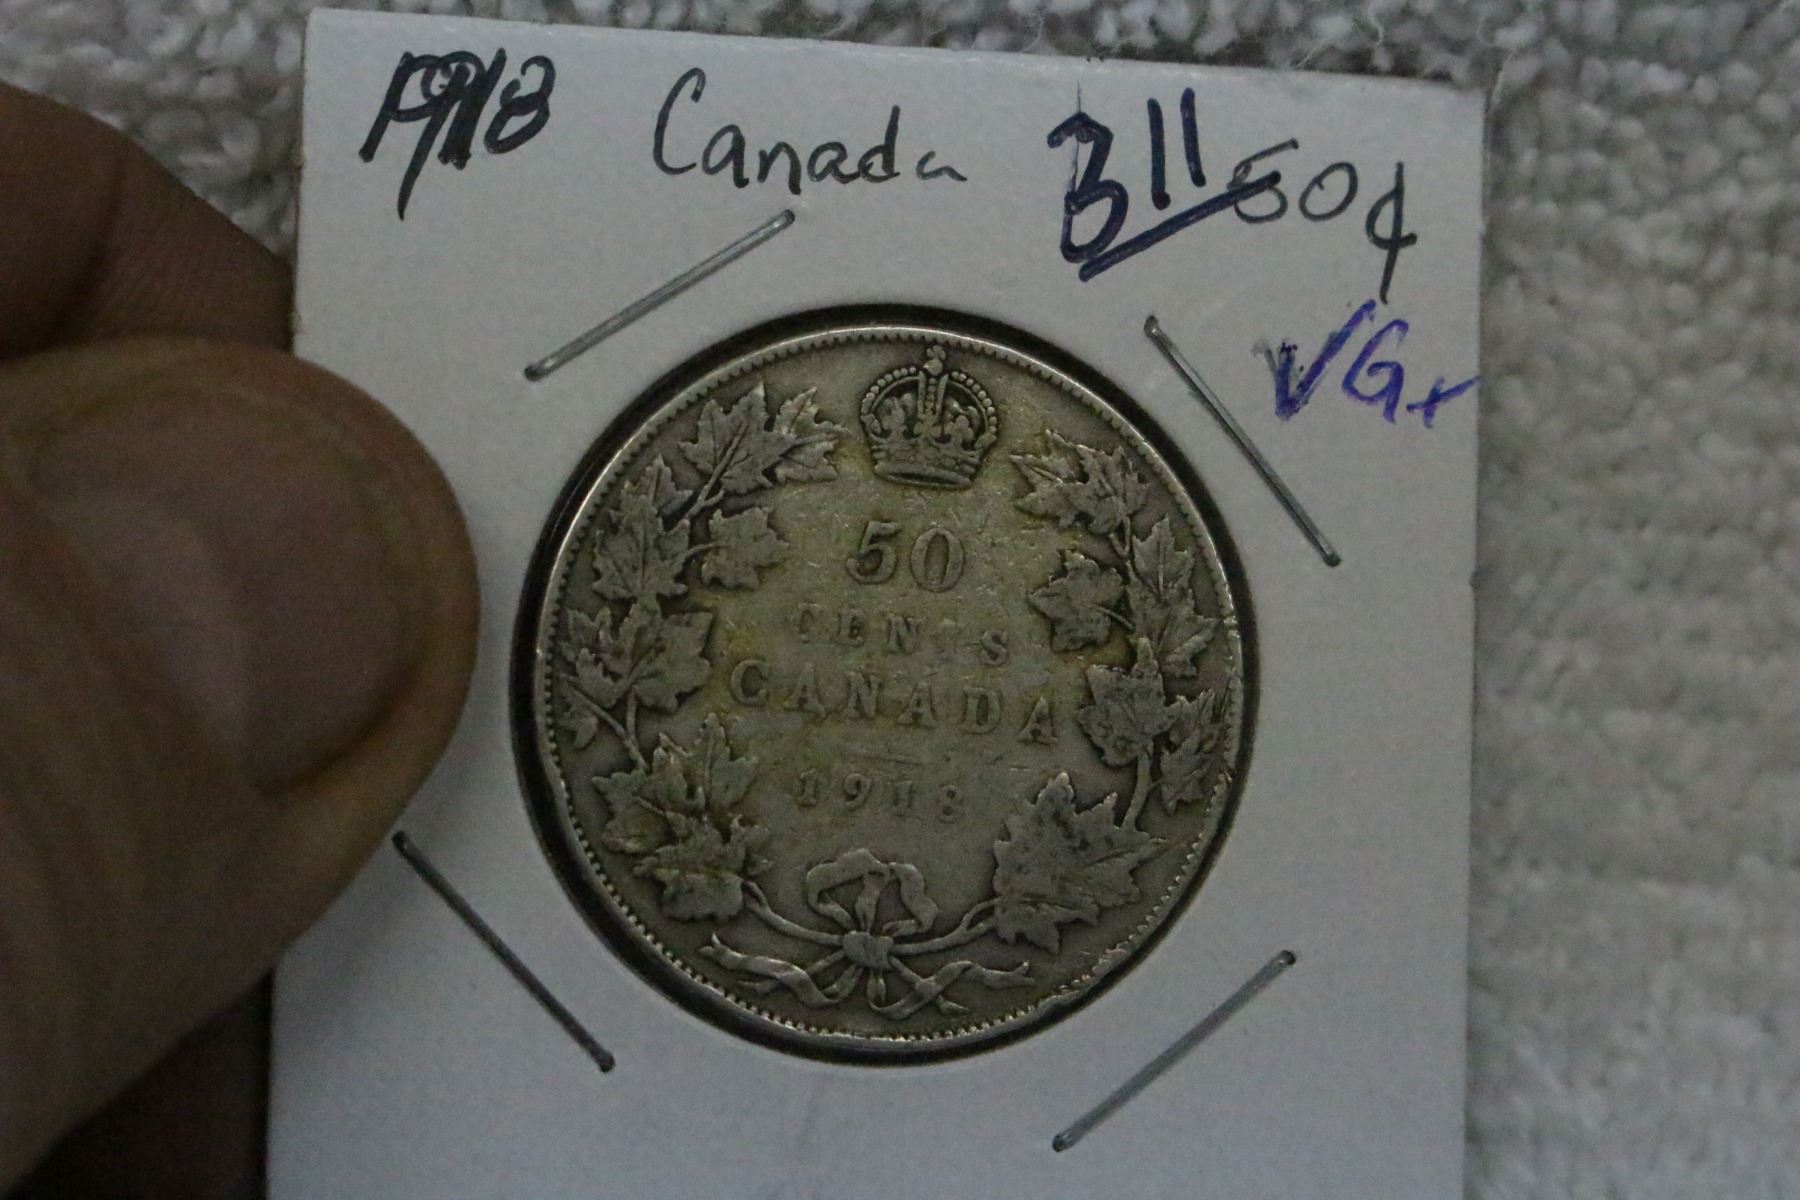 1918 Canada B11 50¢
VG+
50
CENTS
CANADA
1918